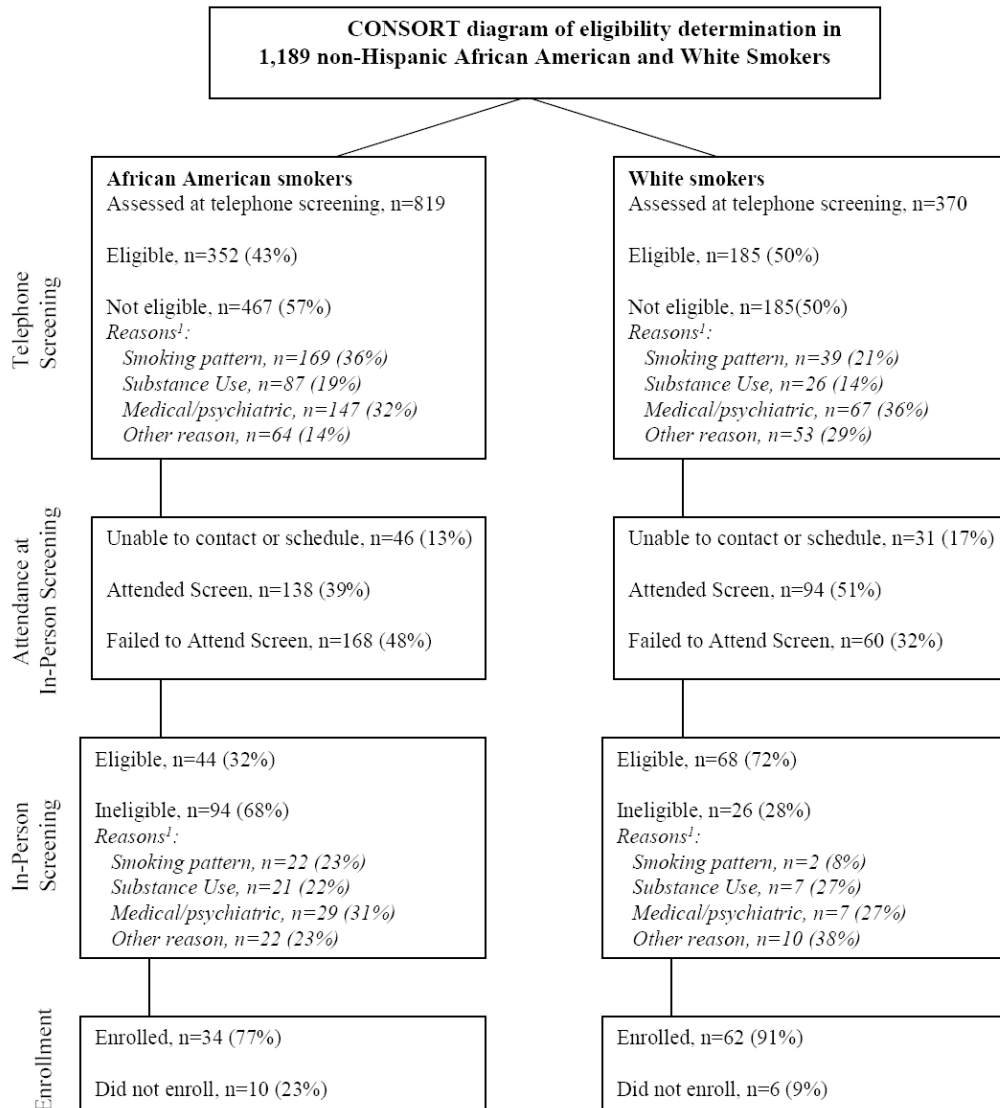 CONSORT diagram of eligibility determination in
1,189 non-Hispanic African American and White Smokers
Telephone
Screening
African American smokers
Assessed at telephone screening, n=819
Eligible, n=352 (43%)
Not eligible, n=467 (57%)
Reasons¹:
Smoking pattern, n=169 (36%)
Substance Use, n=87 (19%)
Medical/psychiatric, n=147 (32%)
Other reason, n=64 (14%)
White smokers
Assessed at telephone screening, n=370
Eligible, n=185 (50%)
Not eligible, n=185(50%)
Reasons¹:
Smoking pattern, n=39 (21%)
Substance Use, n=26 (14%)
Medical/psychiatric, n=67 (36%)
Other reason, n=53 (29%)
Attendance at
In-Person Screening
Unable to contact or schedule, n=46 (13%)
Attended Screen, n=138 (39%)
Failed to Attend Screen, n=168 (48%)
Unable to contact or schedule, n=31 (17%)
Attended Screen, n=94 (51%)
Failed to Attend Screen, n=60 (32%)
In-Person
Screening
Eligible, n=44 (32%)
Ineligible, n=94 (68%)
Reasons¹:
Smoking pattern, n=22 (23%)
Substance Use, n=21 (22%)
Medical/psychiatric, n=29 (31%)
Other reason, n=22 (23%)
Eligible, n=68 (72%)
Ineligible, n=26 (28%)
Reasons¹:
Smoking pattern, n=2 (8%)
Substance Use, n=7 (27%)
Medical/psychiatric, n=7 (27%)
Other reason, n=10 (38%)
Enrollment
Enrolled, n=34 (77%)
Did not enroll, n=10 (23%)
Enrolled, n=62 (91%)
Did not enroll, n=6 (9%)